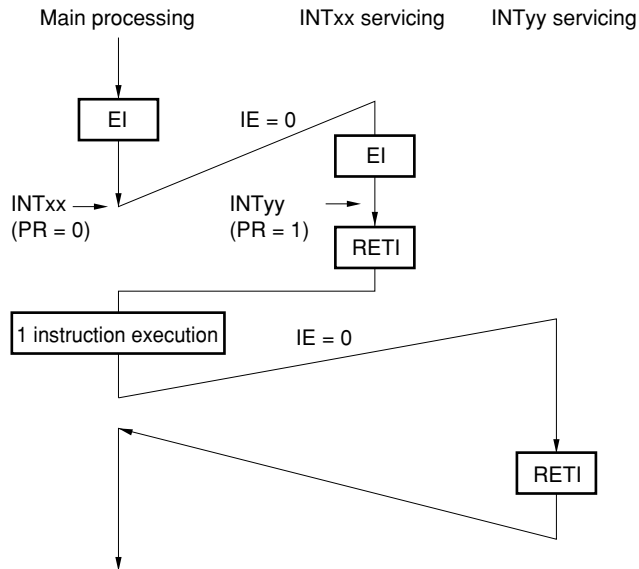 Main processing
INTxx servicing
INTyy servicing
EI
IE = 0
EI
INTxx
(PR = 0)
INTyy
(PR = 1)
RETI
1 instruction execution
IE = 0
RETI